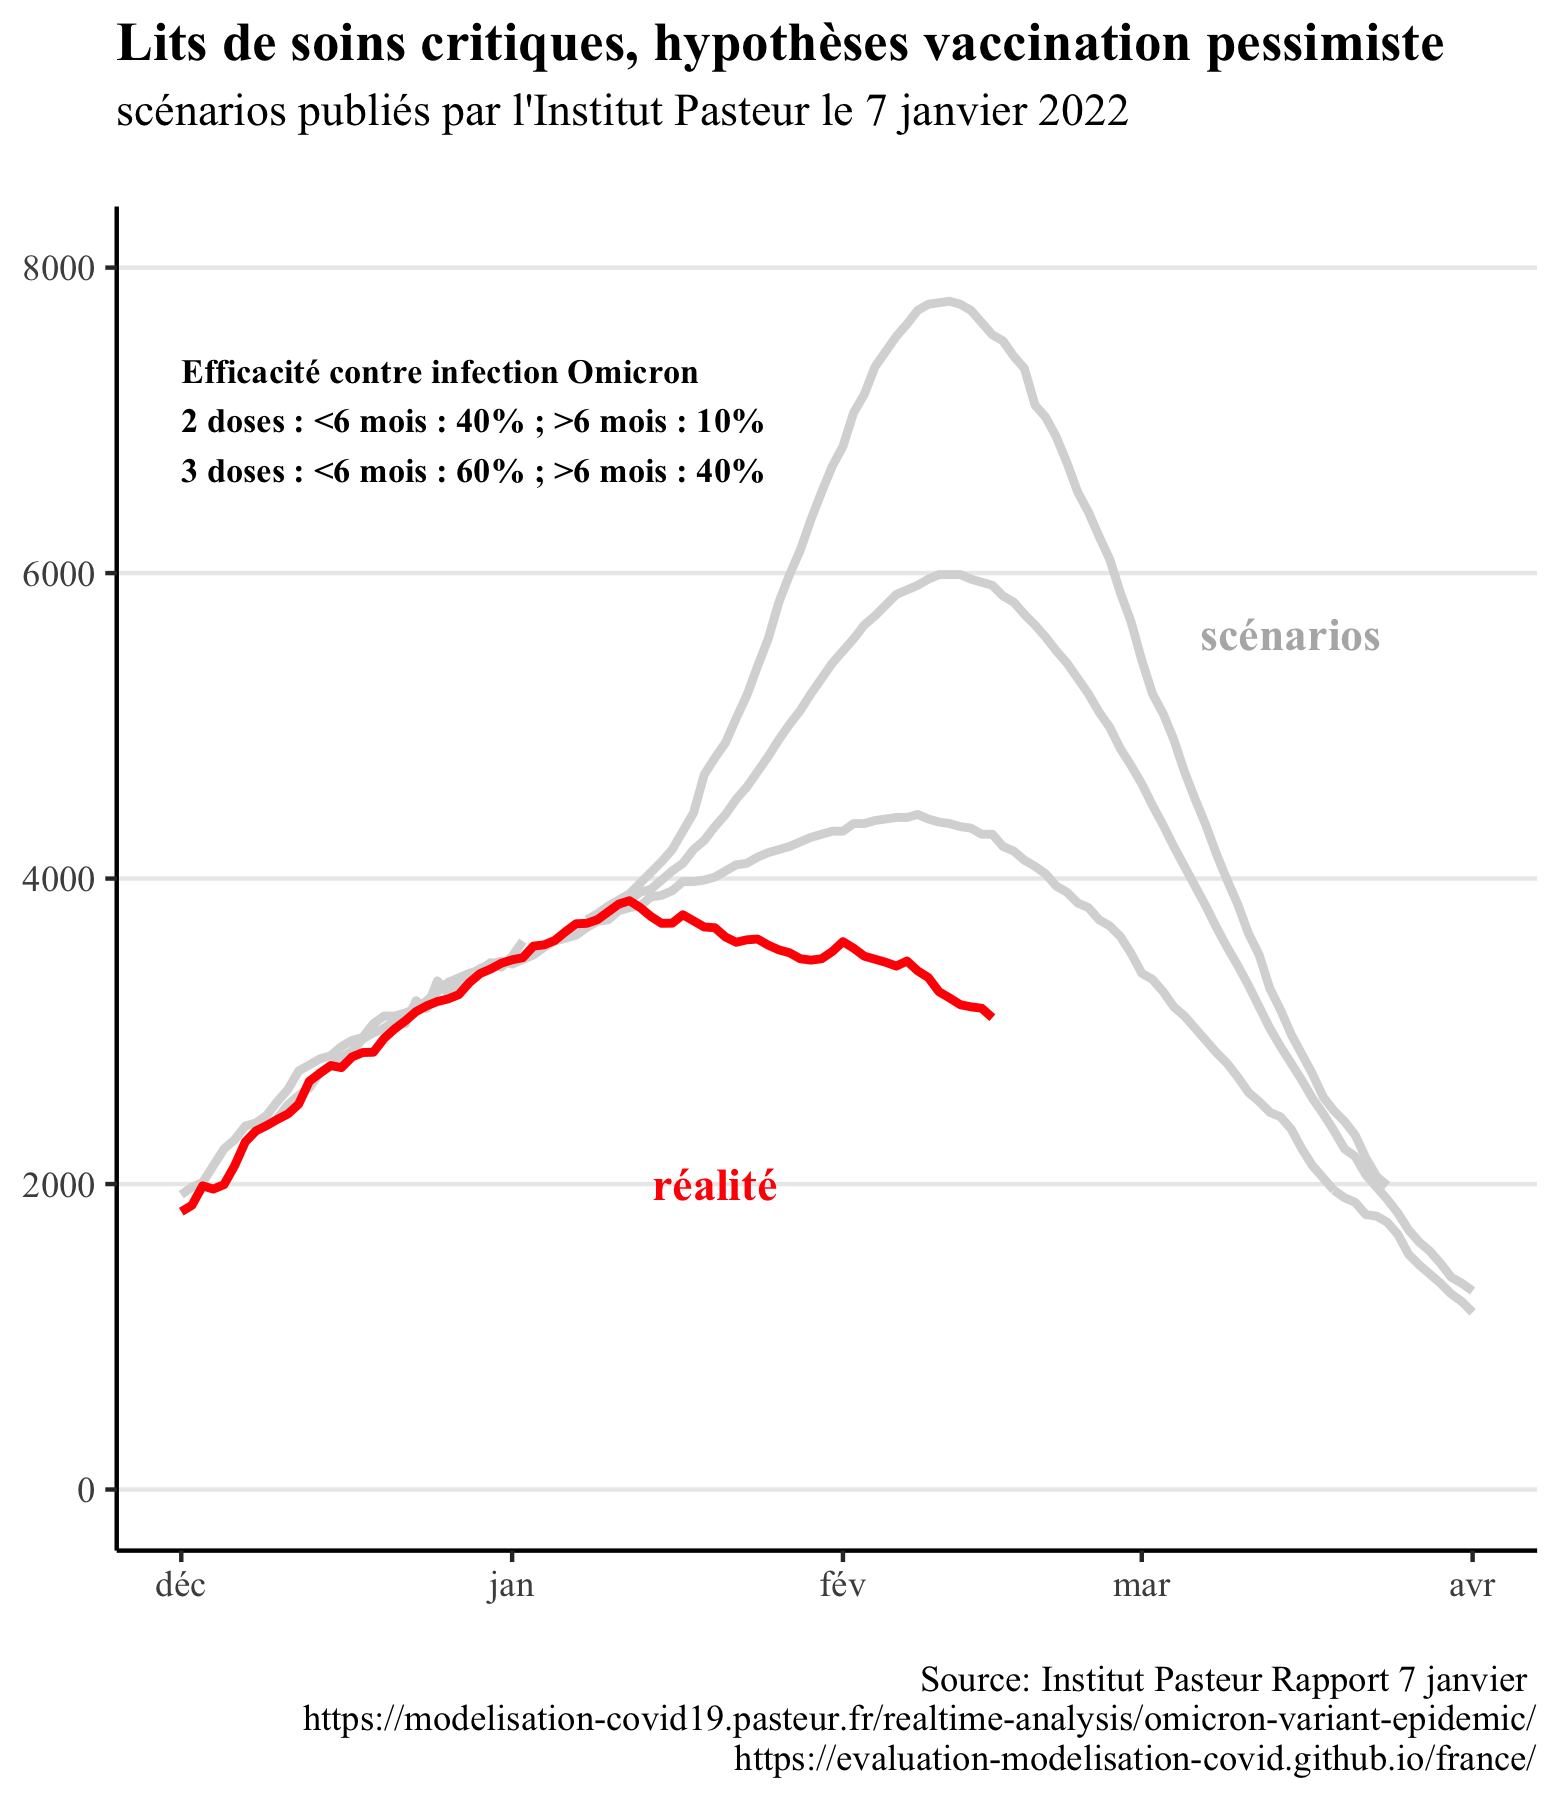 Lits de soins critiques, hypothèses vaccination pessimiste
scénarios publiés par l'Institut Pasteur le 7 janvier 2022
8000
Efficacité contre infection Omicron
2 doses : <6 mois : 40% ; >6 mois : 10%
3 doses : <6 mois : 60% ; >6 mois : 40%
6000
scénarios
4000
2000
réalité
0
déc jan fév mar avr
Source: Institut Pasteur Rapport 7 janvier
https://modelisation-covid19.pasteur.fr/realtime-analysis/omicron-variant-epidemic/
https://evaluation-modelisation-covid.github.io/france/